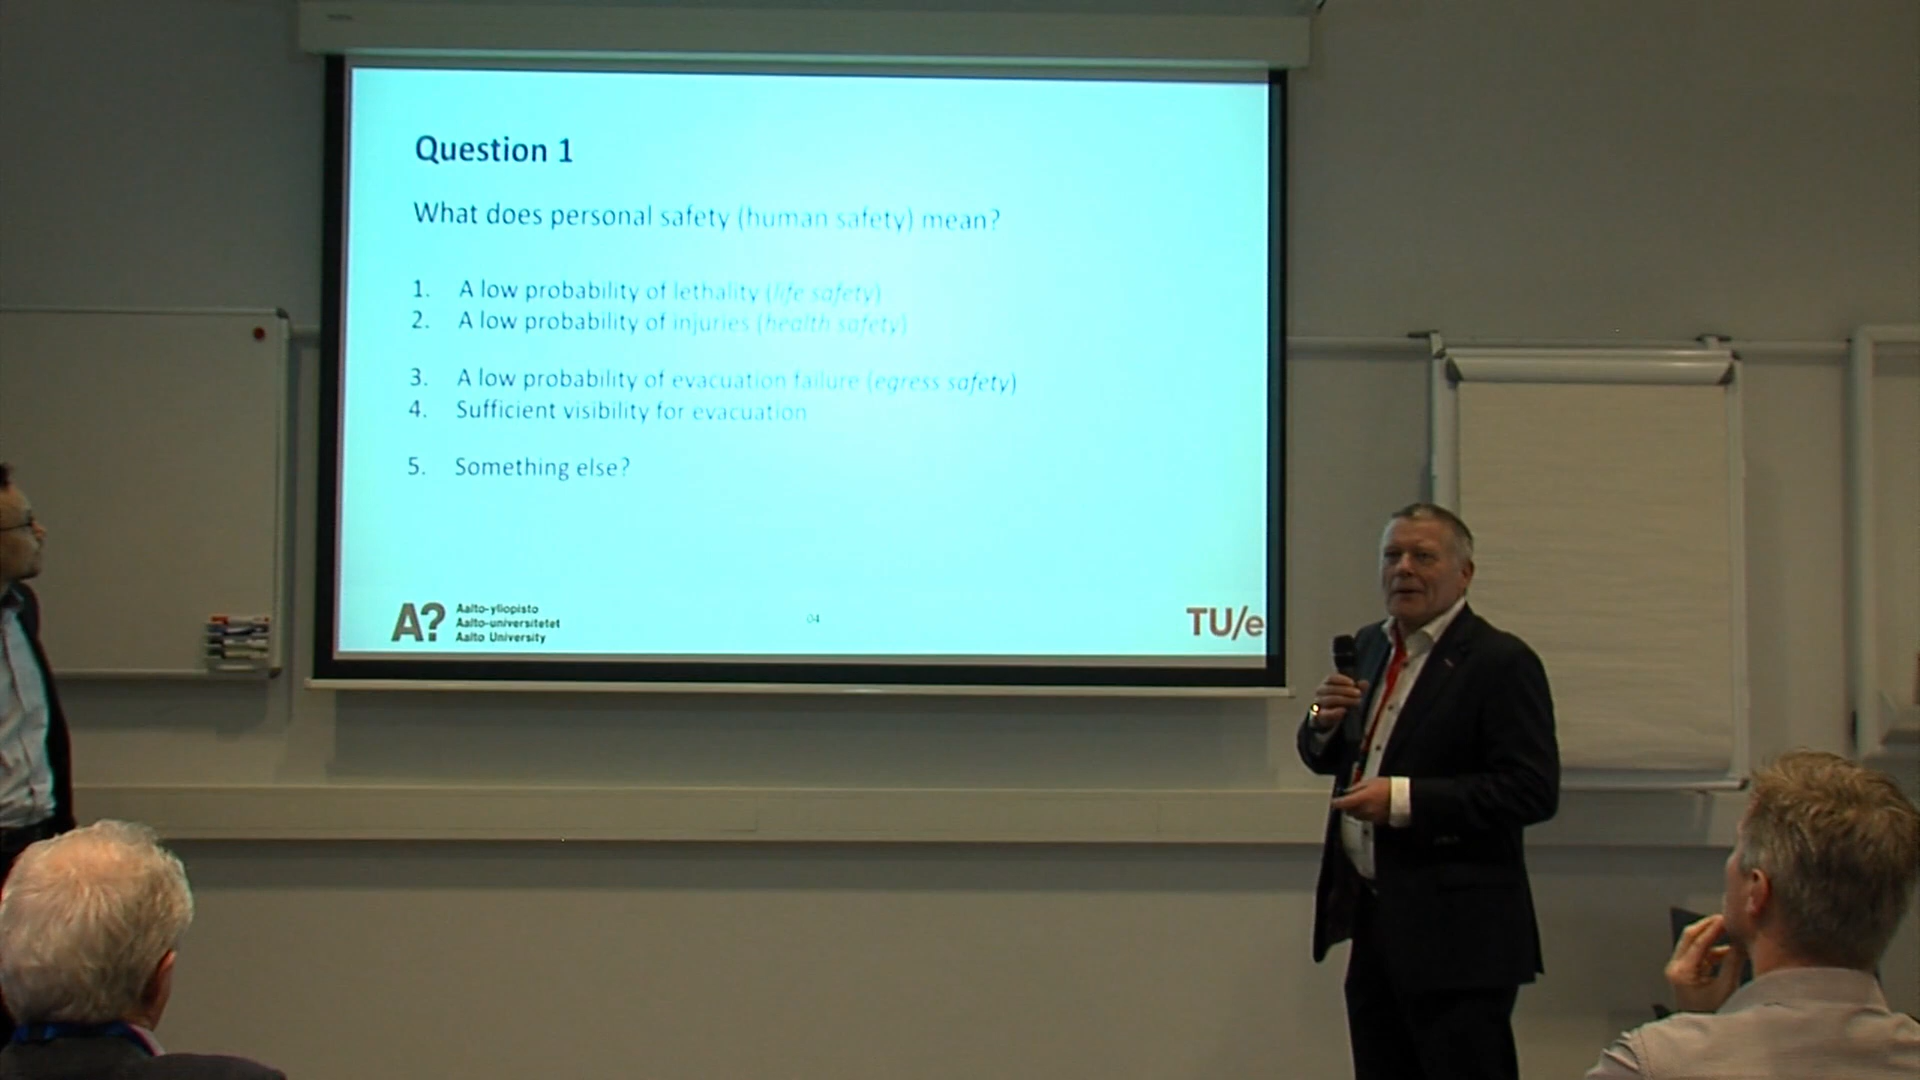 Question 1
What does personal safety (human safety) mean?
1. A low probability of lethality (life safety)
2. A low probability of injuries (health safety)
3. A low probability of evacuation failure (egress safety)
4. Sufficient visibility for evacuation
5. Something else?
A?
Aalto-yliopisto
Aalto-universitetet
Aalto University
04
TU/e